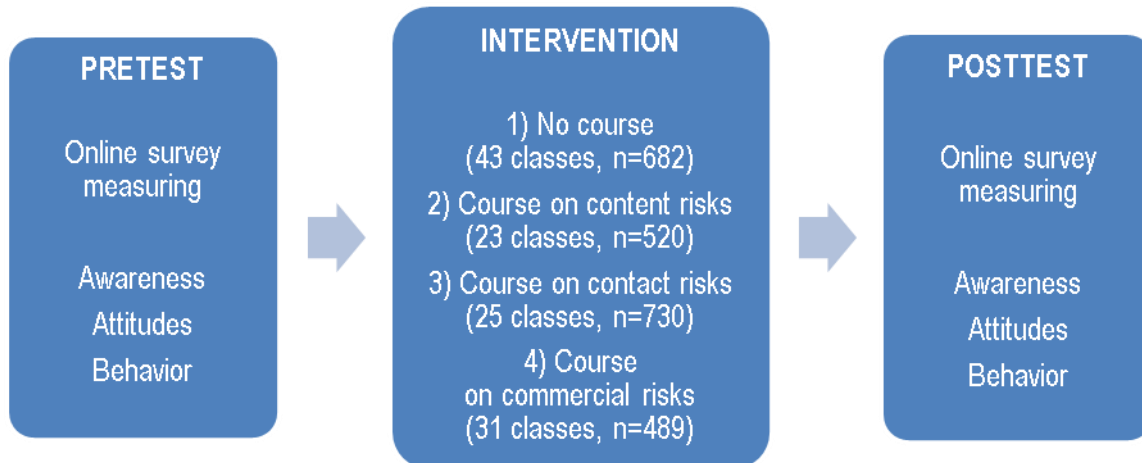 PRETEST
Online survey
measuring
Awareness
Attitudes
Behavior
INTERVENTION
1) No course
(43 classes, n=682)
2) Course on content risks
(23 classes, n=520)
3) Course on contact risks
(25 classes, n=730)
4) Course
on commercial risks
(31 classes, n=489)
POSTTEST
Online survey
measuring
Awareness
Attitudes
Behavior